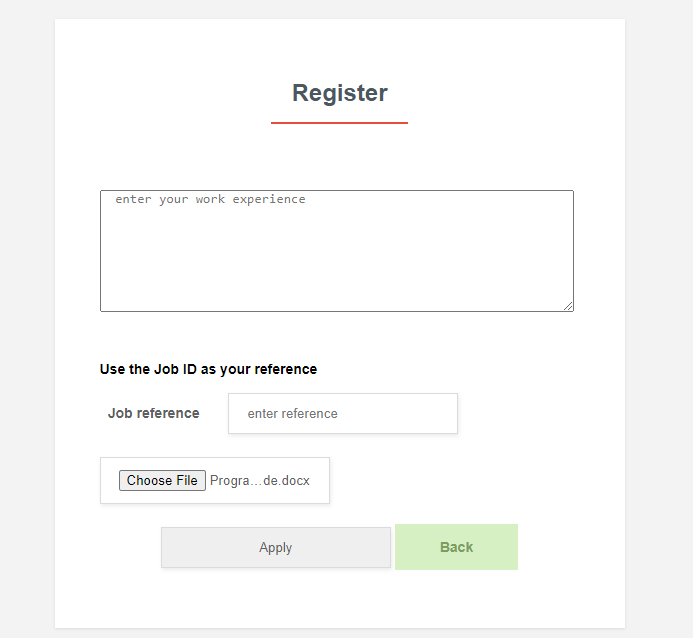 Register
enter your work experience
Use the Job ID as your reference
Job reference enter reference
Choose File Progra…de.docx
Apply Back